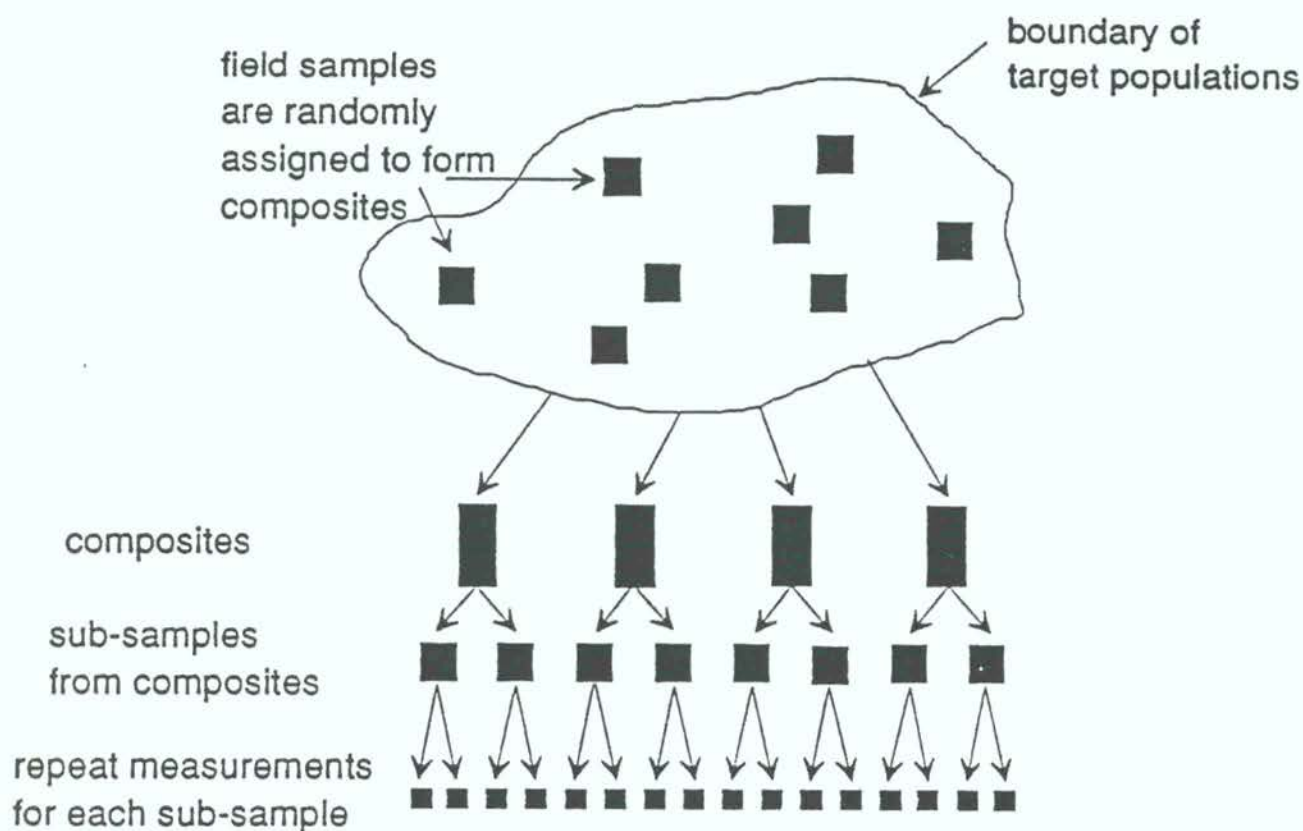 field samples
are randomly
assigned to form
composites
boundary of
target populations
composites
sub-samples
from composites
repeat measurements
for each sub-sample